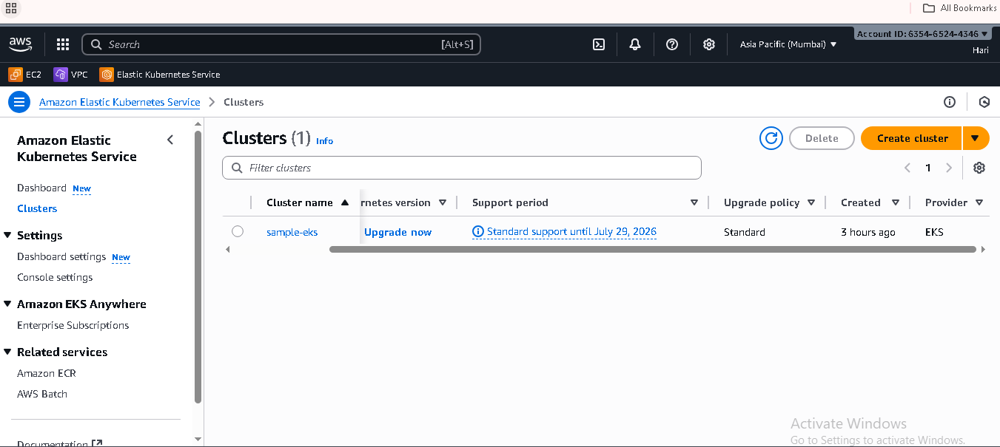 All Bookmarks
aws
Search [Alt+S]
Asia Pacific (Mumbai)
Account ID: 6354-6524-4346
Hari
EC2 VPC Elastic Kubernetes Service
Amazon Elastic Kubernetes Service > Clusters
Amazon Elastic
Kubernetes Service
Dashboard New
Clusters
Settings
Dashboard settings New
Console settings
Amazon EKS Anywhere
Enterprise Subscriptions
Related services
Amazon ECR
AWS Batch
Documentation
Clusters (1) Info
Delete
Create cluster
Filter clusters
1
Cluster name rnetes version Support period Upgrade policy Created Provider
sample-eks Upgrade now Standard support until July 29, 2026 Standard 3 hours ago EKS
Activate Windows
Go to Settings to activate Windows.